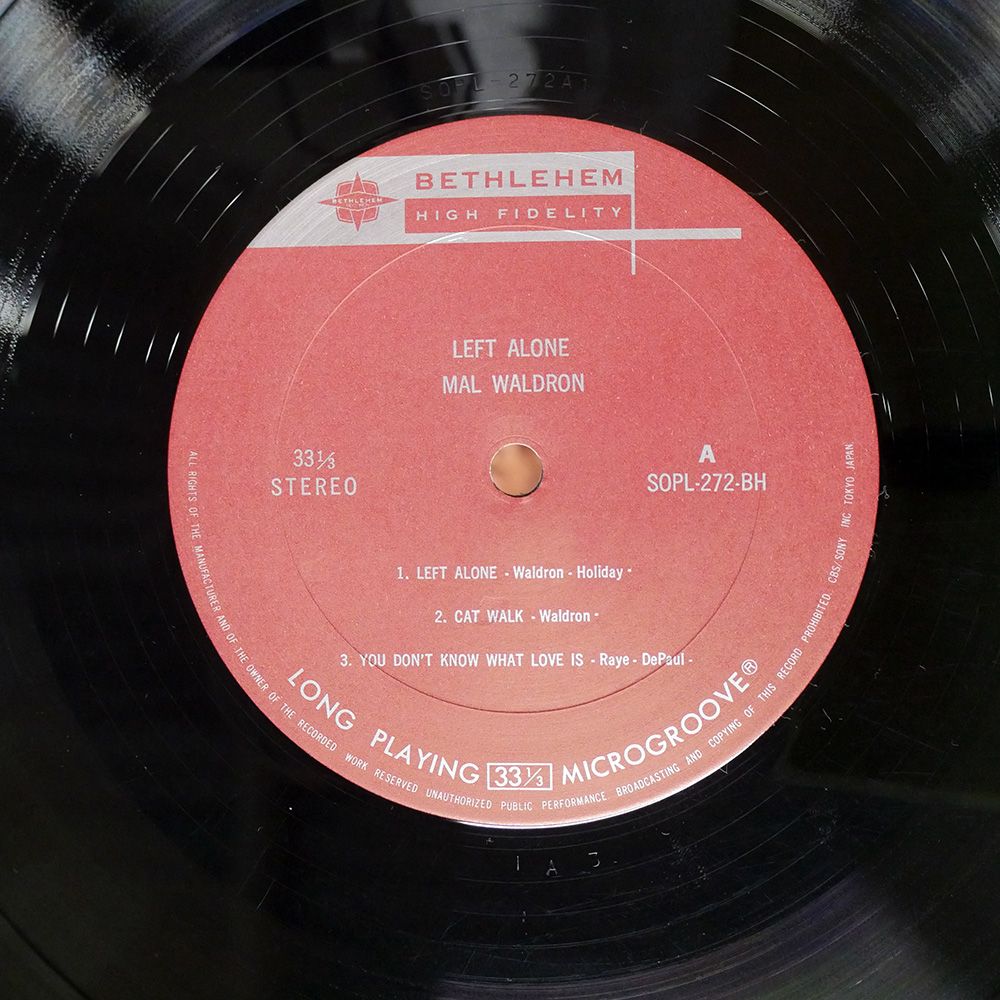 SOPL-272A1
BETHLEHEM
BETHLEHEM
HIGH FIDELITY
LEFT ALONE
MAL WALDRON
33⅓
STEREO
A
SOPL-272-BH
1. LEFT ALONE - Waldron - Holiday -
2. CAT WALK - Waldron -
3. YOU DON'T KNOW WHAT LOVE IS - Raye - DePaul -
LONG PLAYING 33⅓ MICROGROOVE®
ALL RIGHTS OF THE MANUFACTURER AND OF THE OWNER OF THE RECORDED WORK RESERVED UNAUTHORIZED PUBLIC PERFORMANCE BROADCASTING AND COPYING OF THIS RECORD PROHIBITED. CBS/SONY INC TOKYO JAPAN
1 A 3